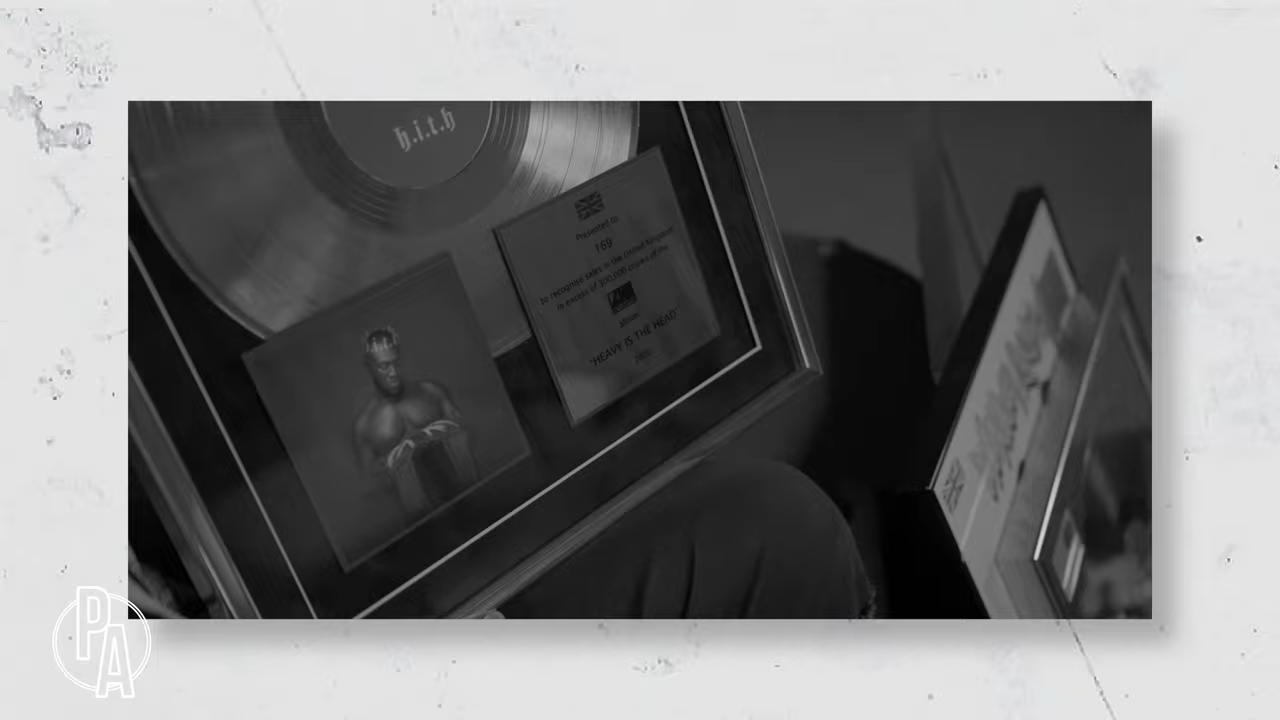 h.i.t.h
Presented to
169
to recognise sales in the United Kingdom
in excess of 300,000 copies of the
album
"HEAVY IS THE HEAD"
PA